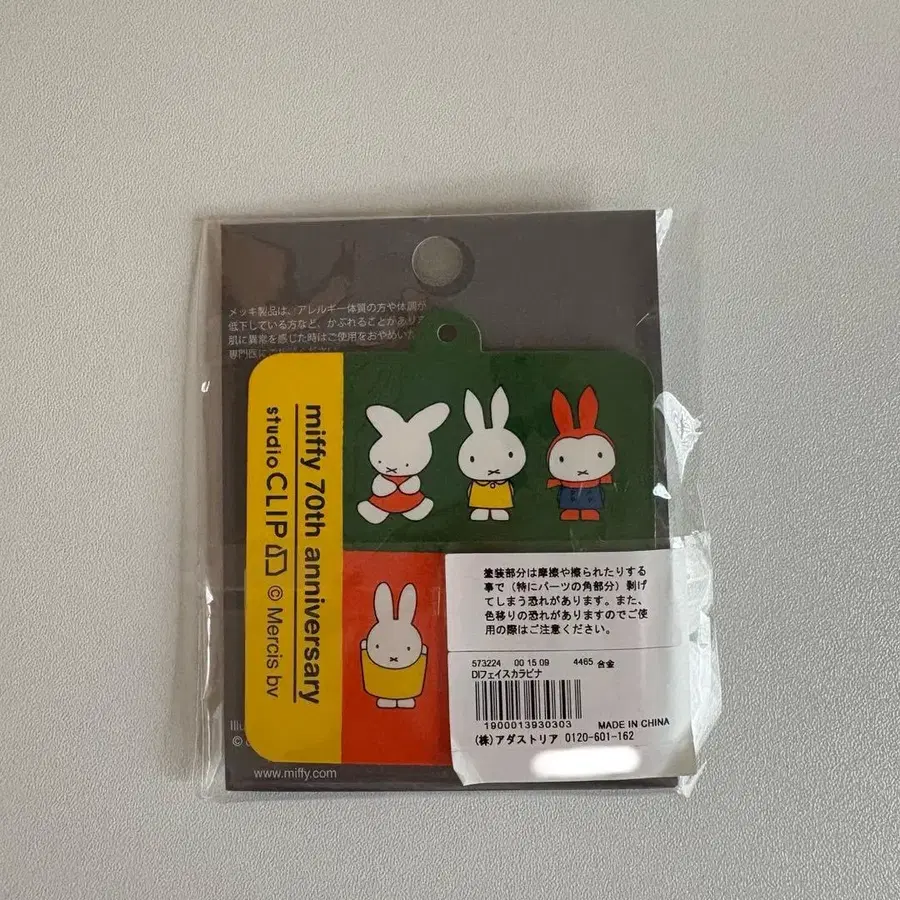 メッキ製品は、アレルギー体質の方や体調が
低下している方など、かぶれることがあり
肌に異常を感じた時はご使用をおやめいた
専門医に
miffy 70th anniversary
studio CLIP © Mercis bv
塗装部分は摩擦や擦られたりする
事で（特にパーツの角部分）剝げ
てしまう恐れがあります。また、
色移りの恐れがありますのでご使
用の際はご注意ください。
573224 00 15 09 4465 合金
DIフェイスカラビナ
1900013930303 MADE IN CHINA
(株)アダストリア 0120-601-162
Illu
©
www.miffy.com